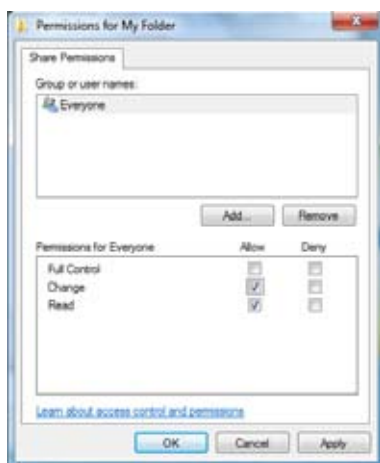 Permissions for My Folder
Share Permissions
Group or user names:
Everyone
Add...
Remove
Permissions for Everyone
Allow
Deny
Full Control
Change
Read
Learn about access control and permissions
OK
Cancel
Apply